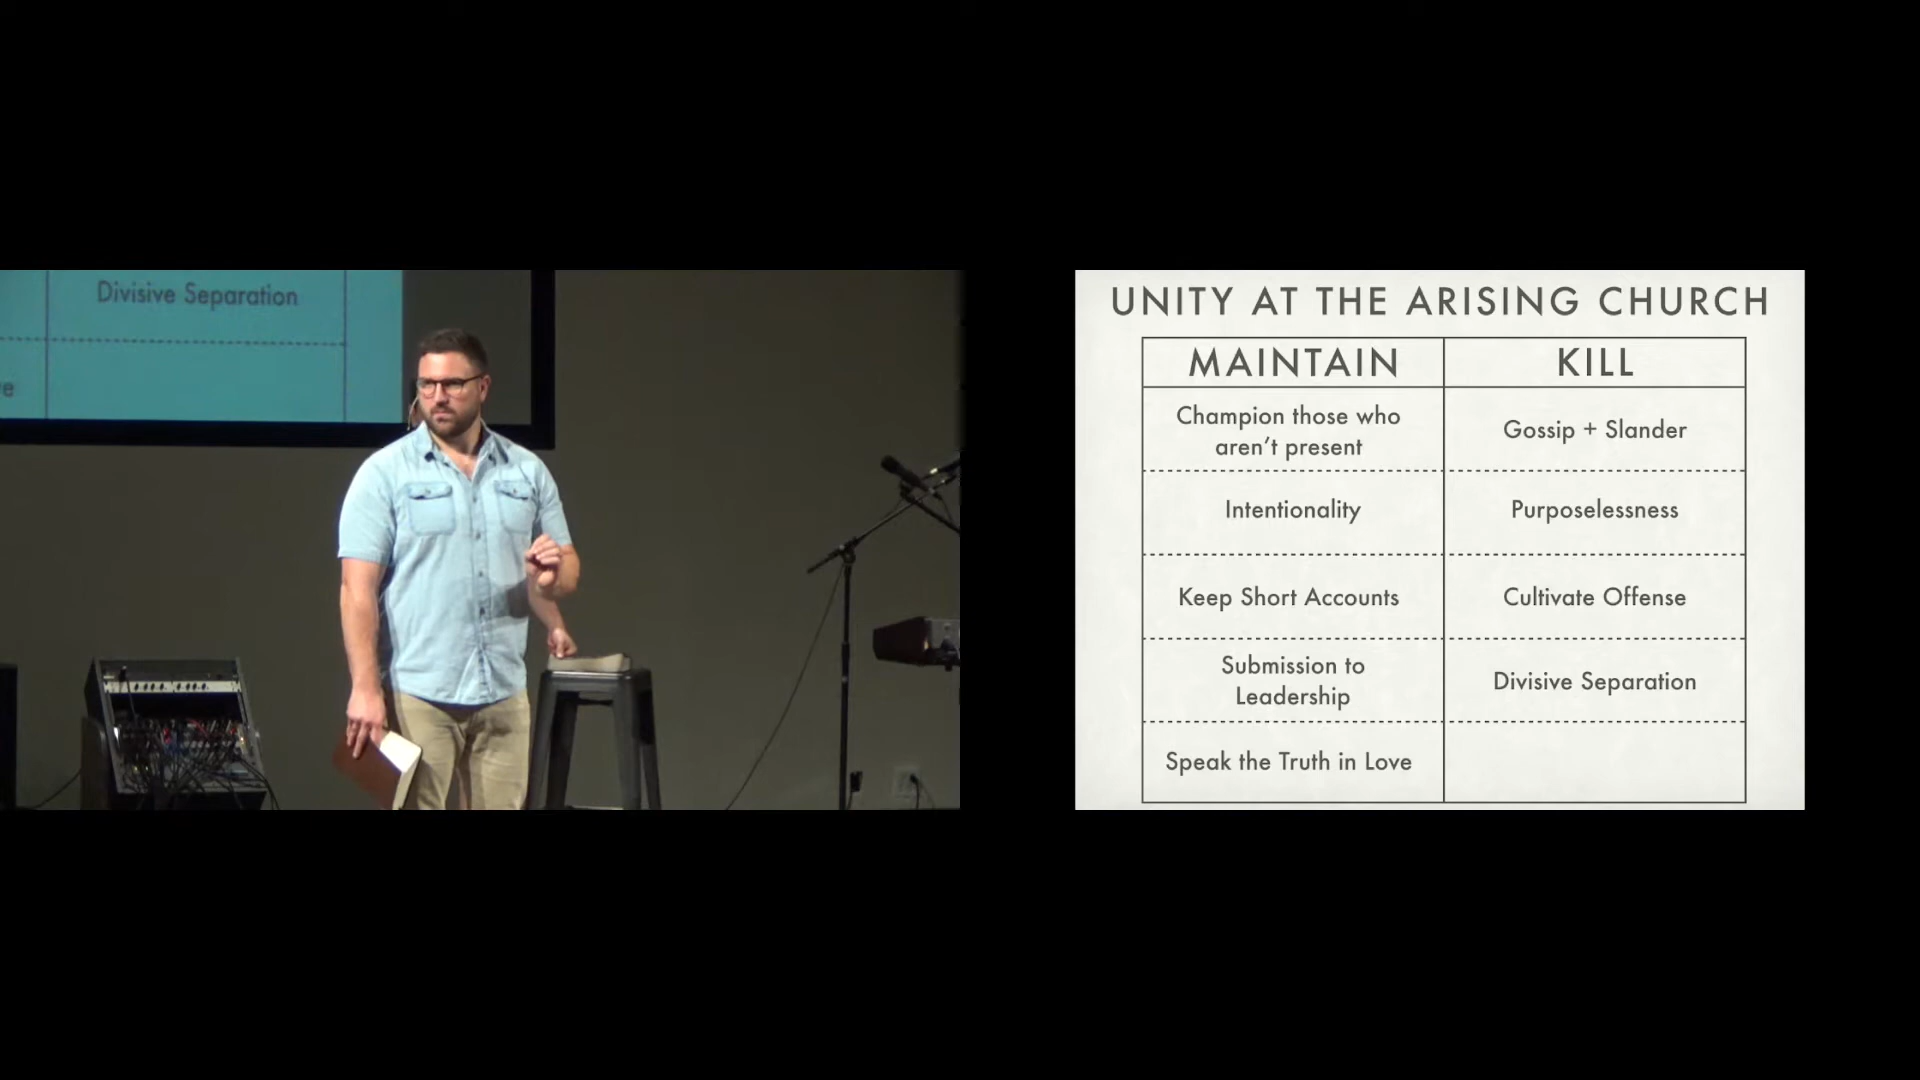 Divisive Separation
UNITY AT THE ARISING CHURCH
MAINTAIN
KILL
Champion those who
aren't present
Gossip + Slander
Intentionality
Purposelessness
Keep Short Accounts
Cultivate Offense
Submission to
Leadership
Divisive Separation
Speak the Truth in Love